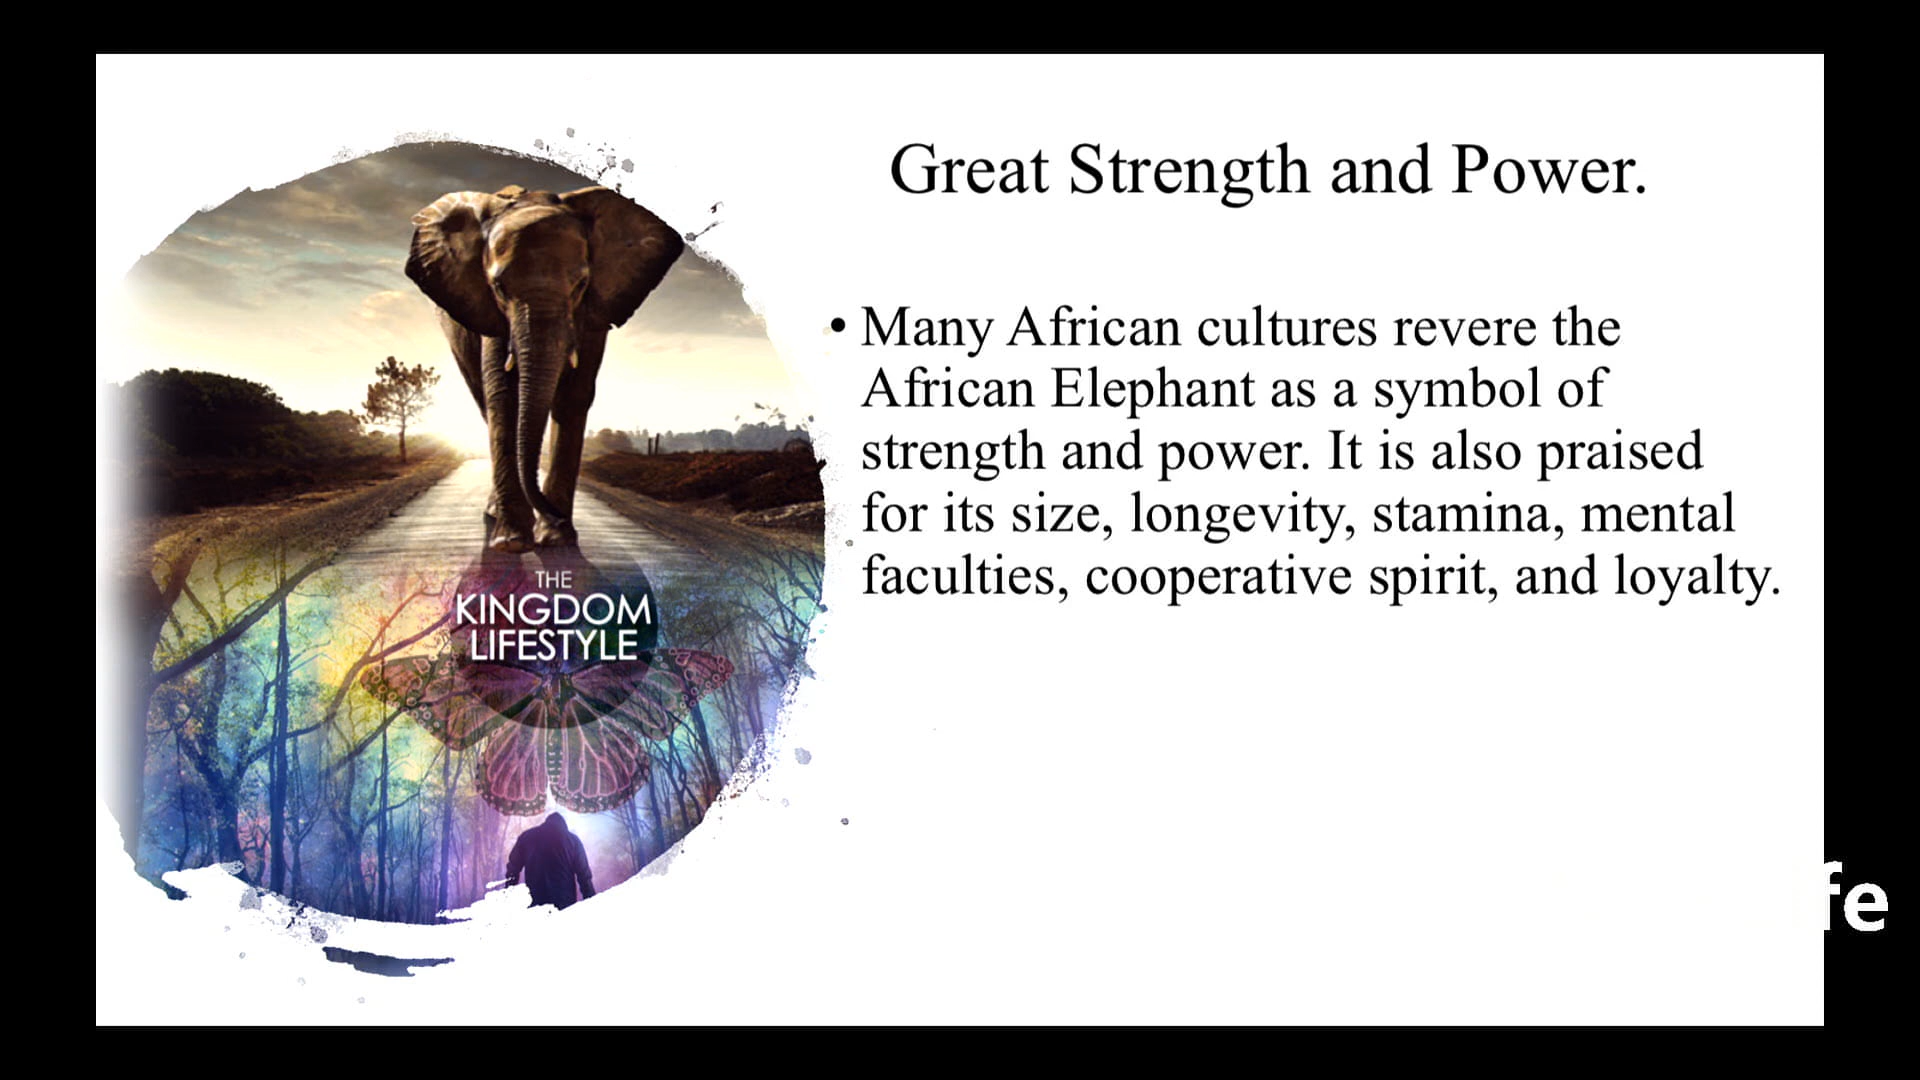 Great Strength and Power.
• Many African cultures revere the
African Elephant as a symbol of
strength and power. It is also praised
for its size, longevity, stamina, mental
faculties, cooperative spirit, and loyalty.
THE
KINGDOM
LIFESTYLE
fe